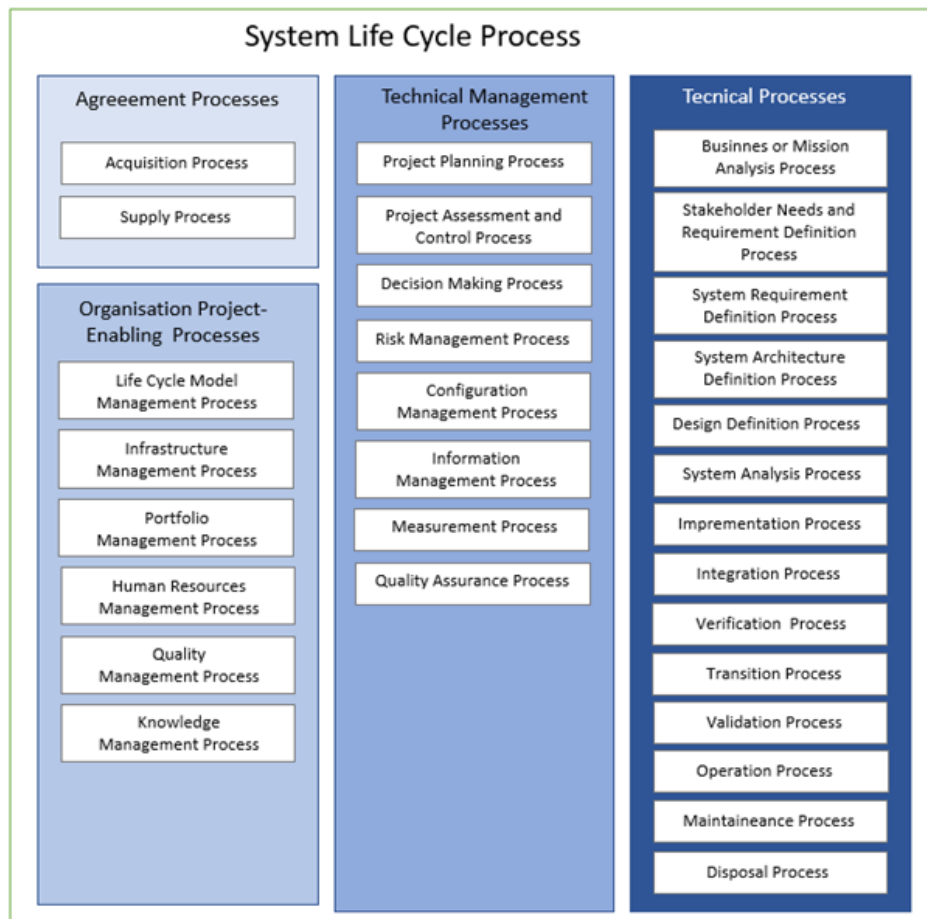 System Life Cycle Process
Agreeement Processes
Acquisition Process
Supply Process
Organisation Project-
Enabling Processes
Life Cycle Model
Management Process
Infrastructure
Management Process
Portfolio
Management Process
Human Resources
Management Process
Quality
Management Process
Knowledge
Management Process
Technical Management
Processes
Project Planning Process
Project Assessment and
Control Process
Decision Making Process
Risk Management Process
Configuration
Management Process
Information
Management Process
Measurement Process
Quality Assurance Process
Tecnical Processes
Businnes or Mission
Analysis Process
Stakeholder Needs and
Requirement Definition
Process
System Requirement
Definition Process
System Architecture
Definition Process
Design Definition Process
System Analysis Process
Imprementation Process
Integration Process
Verification Process
Transition Process
Validation Process
Operation Process
Maintaineance Process
Disposal Process